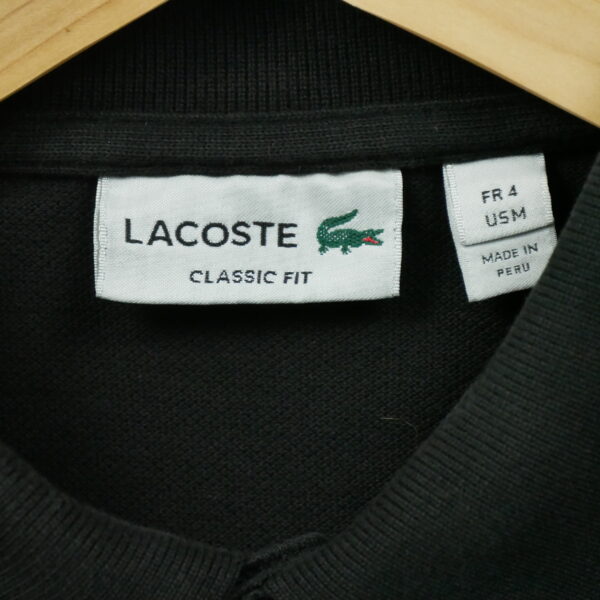 LACOSTE
CLASSIC FIT
FR 4
US M
MADE IN
PERU